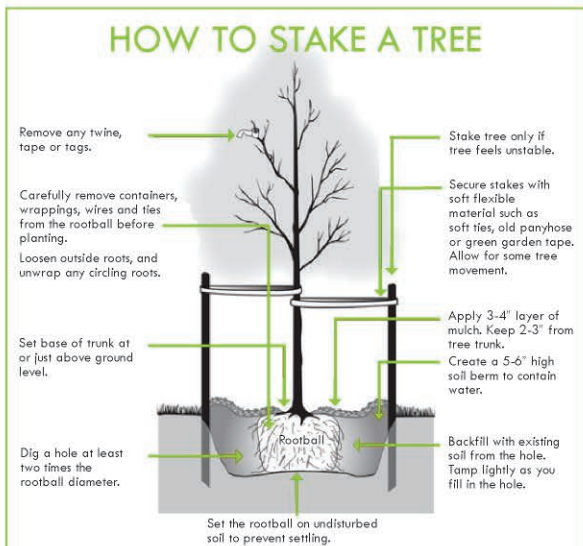 HOW TO STAKE A TREE
Remove any twine,
tape or tags.
Carefully remove containers,
wrappings, wires and ties
from the rootball before
planting.
Loosen outside roots, and
unwrap any circling roots.
Set base of trunk at
or just above ground
level.
Dig a hole at least
two times the
rootball diameter.
Stake tree only if
tree feels unstable.
Secure stakes with
soft flexible
material such as
soft ties, old panyhose
or green garden tape.
Allow for some tree
movement.
Apply 3-4" layer of
mulch. Keep 2-3" from
tree trunk.
Create a 5-6" high
soil berm to contain
water.
Backfill with existing
soil from the hole.
Tamp lightly as you
fill in the hole.
Rootball
Set the rootball on undisturbed
soil to prevent settling.